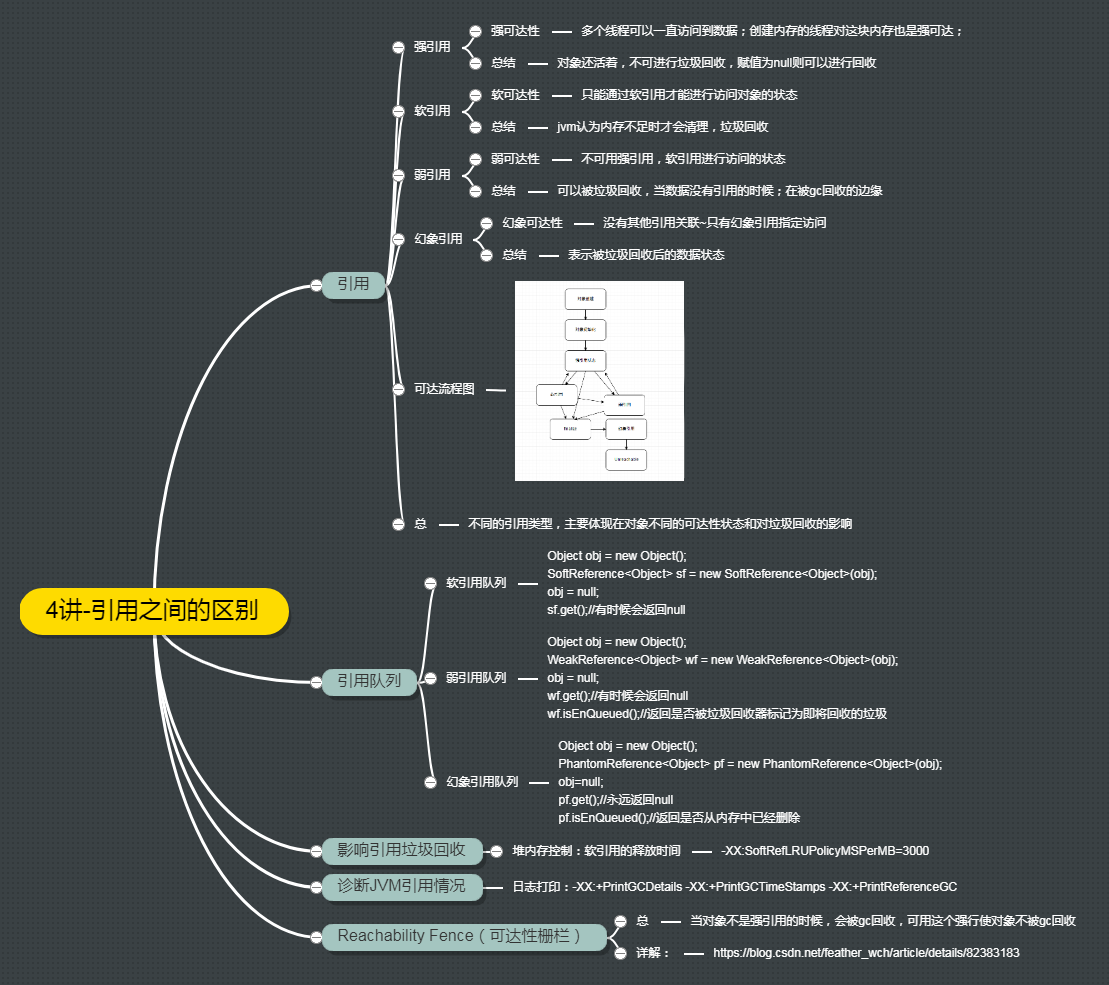 4讲-引用之间的区别
引用
强引用
强可达性
多个线程可以一直访问到数据；创建内存的线程对这块内存也是强可达；
总结
对象还活着，不可进行垃圾回收，赋值为null则可以进行回收
软引用
软可达性
只能通过软引用才能进行访问对象的状态
总结
jvm认为内存不足时才会清理，垃圾回收
弱引用
弱可达性
不可用强引用，软引用进行访问的状态
总结
可以被垃圾回收，当数据没有引用的时候；在被gc回收的边缘
幻象引用
幻象可达性
没有其他引用关联~只有幻象引用指定访问
总结
表示被垃圾回收后的数据状态
可达流程图
总
不同的引用类型，主要体现在对象不同的可达性状态和对垃圾回收的影响
引用队列
软引用队列
Object obj = new Object();
SoftReference<Object> sf = new SoftReference<Object>(obj);
obj = null;
sf.get();//有时候会返回null
弱引用队列
Object obj = new Object();
WeakReference<Object> wf = new WeakReference<Object>(obj);
obj = null;
wf.get();//有时候会返回null
wf.isEnQueued();//返回是否被垃圾回收器标记为即将回收的垃圾
幻象引用队列
Object obj = new Object();
PhantomReference<Object> pf = new PhantomReference<Object>(obj);
obj=null;
pf.get();//永远返回null
pf.isEnQueued();//返回是否从内存中已经删除
影响引用垃圾回收
堆内存控制：软引用的释放时间
-XX:SoftRefLRUPolicyMSPerMB=3000
诊断JVM引用情况
日志打印：-XX:+PrintGCDetails -XX:+PrintGCTimeStamps -XX:+PrintReferenceGC
Reachability Fence（可达性栅栏）
总
当对象不是强引用的时候，会被gc回收，可用这个强行使对象不被gc回收
详解：
https://blog.csdn.net/feather_wch/article/details/82383183